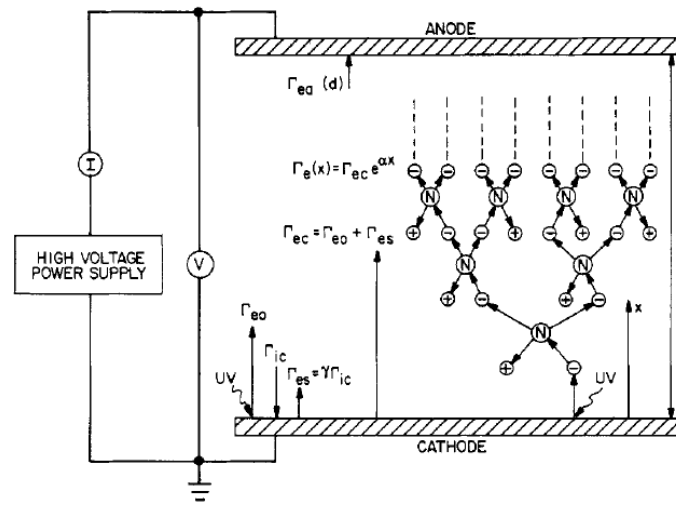 ANODE
Γea (d)
Γe(x) = Γec e^αx
I
N
N
N
N
Γec = Γeo + Γes
HIGH VOLTAGE
POWER SUPPLY
V
N
N
Γeo
x
N
Γic
UV
Γes = γΓic
UV
CATHODE